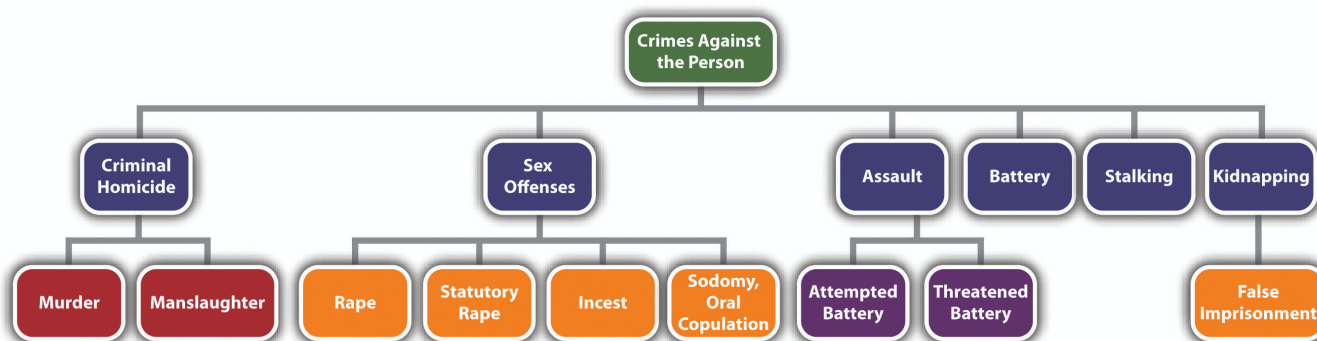 Crimes Against
the Person
Criminal
Homicide
Sex
Offenses
Assault
Battery
Stalking
Kidnapping
Murder
Manslaughter
Rape
Statutory
Rape
Incest
Sodomy,
Oral
Copulation
Attempted
Battery
Threatened
Battery
False
Imprisonment